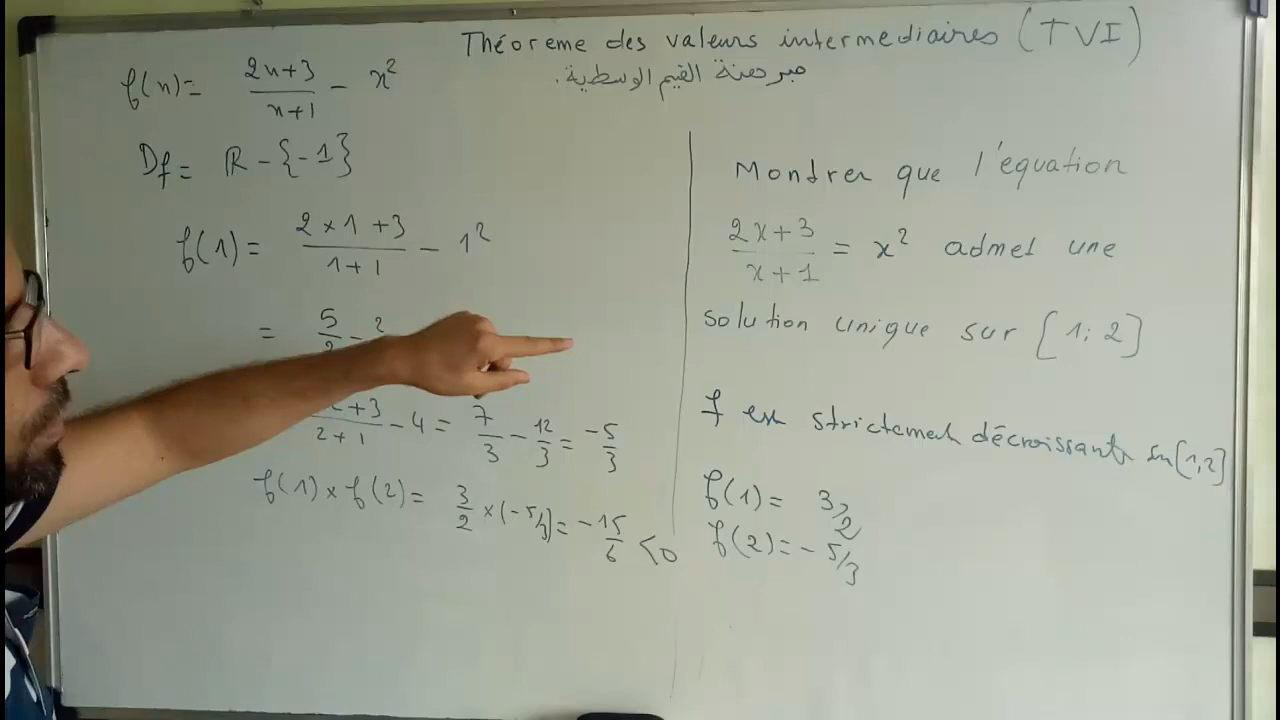 Théoreme des valeurs intermediaires (TVI)
مبرهنة القيم الوسطية.
f(x) = (2x+3)/(x+1) - x²
Df = ℝ - {-1}
f(1) = (2×1+3)/(1+1) - 1²
= 5/2 - 2
+3/(2+1) - 4 = 7/3 - 12/3 = -5/3
f(1) × f(2) = 3/2 × (-5/3) = -15/6 < 0
Montrer que l'équation
(2x+3)/(x+1) = x² admet une
solution unique sur [1; 2]
f est strictement décroissante sur [1,2]
f(1) = 3/2
f(2) = -5/3